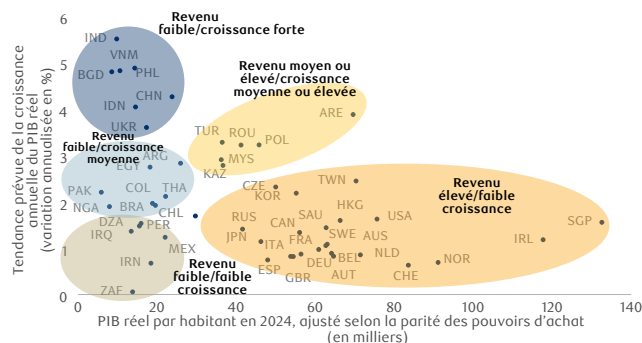 Tendance prévue de la croissance
annuelle du PIB réel
(variation annualisée en %)
6
5
4
3
2
1
0
Revenu
faible/croissance forte
IND
VNM
BGD
PHL
CHN
IDN
UKR
Revenu moyen ou
élevé/croissance
moyenne ou élevée
ARE
TUR
ROU
POL
MYS
KAZ
Revenu
faible/croissance
moyenne
ARG
EGY
PAK
COL
THA
NGA
BRA
CHL
Revenu
élevé/faible
croissance
CZE
KOR
TWN
HKG
RUS
SAU
USA
SGP
CAN
JPN
ITA
FRA
SWE
AUS
IRL
ESP
DEU
BEL
NLD
NOR
GBR
AUT
CHE
DZA
PER
IRQ
MEX
IRN
ZAF
Revenu
faible/faible
croissance
0 20 40 60 80 100 120 140
PIB réel par habitant en 2024, ajusté selon la parité des pouvoirs d'achat
(en milliers)